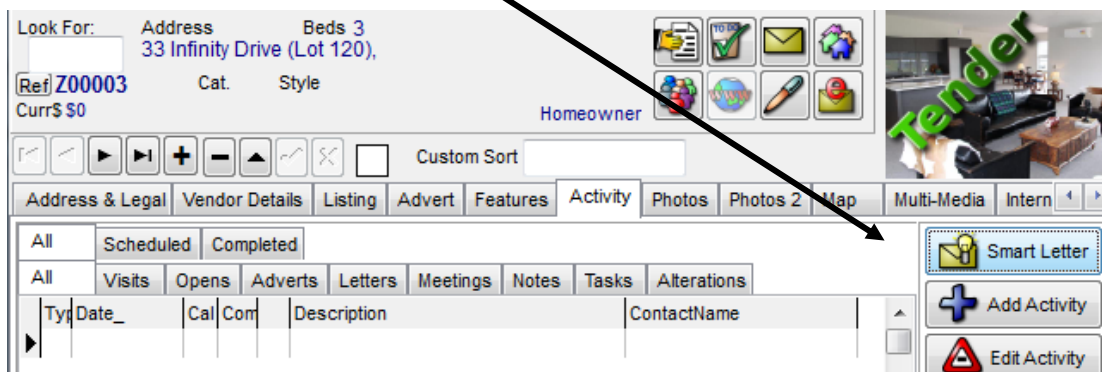 Look For: Address Beds 3
33 Infinity Drive (Lot 120),
Ref Z00003 Cat. Style
Curr$ $0 Homeowner
TO DO
www
e
Tender
Custom Sort
Address & Legal Vendor Details Listing Advert Features Activity Photos Photos 2 Map Multi-Media Intern
All Scheduled Completed
All Visits Opens Adverts Letters Meetings Notes Tasks Alterations
Typ Date_ Cal Com Description ContactName
Smart Letter
Add Activity
Edit Activity